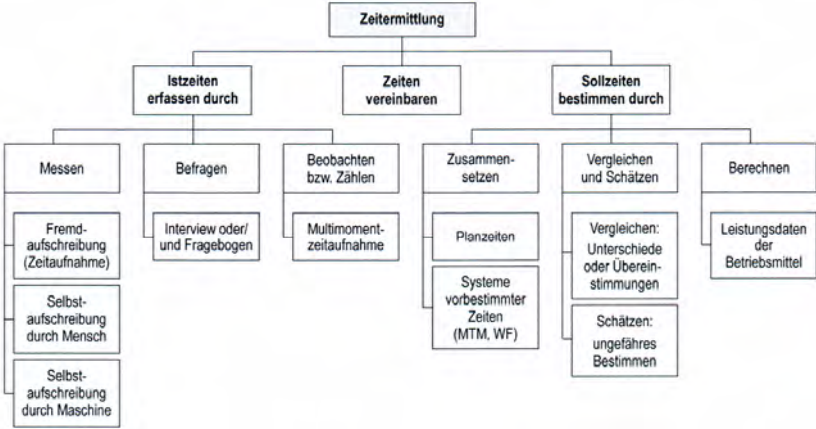 Zeitermittlung
Istzeiten
erfassen durch
Zeiten
vereinbaren
Sollzeiten
bestimmen durch
Messen
Befragen
Beobachten
bzw. Zählen
Zusammen-
setzen
Vergleichen
und Schätzen
Berechnen
Fremd-
aufschreibung
(Zeitaufnahme)
Selbst-
aufschreibung
durch Mensch
Selbst-
aufschreibung
durch Maschine
Interview oder/
und Fragebogen
Multimoment-
zeitaufnahme
Planzeiten
Systeme
vorbestimmter
Zeiten
(MTM, WF)
Vergleichen:
Unterschiede
oder Überein-
stimmungen
Schätzen:
ungefähres
Bestimmen
Leistungsdaten
der
Betriebsmittel